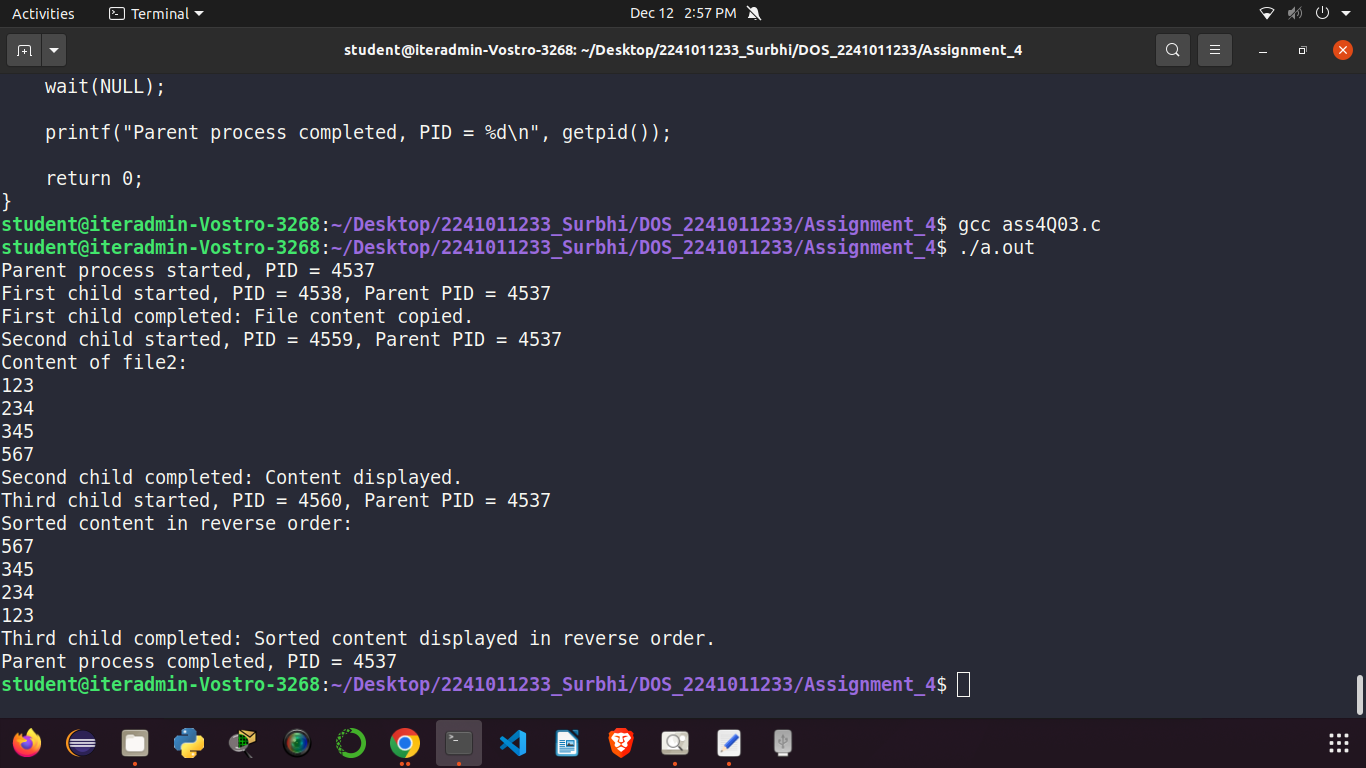 Activities
Terminal
Dec 12 2:57 PM
student@iteradmin-Vostro-3268: ~/Desktop/2241011233_Surbhi/DOS_2241011233/Assignment_4
    wait(NULL);

    printf("Parent process completed, PID = %d\n", getpid());

    return 0;
}
student@iteradmin-Vostro-3268:~/Desktop/2241011233_Surbhi/DOS_2241011233/Assignment_4$ gcc ass4Q03.c
student@iteradmin-Vostro-3268:~/Desktop/2241011233_Surbhi/DOS_2241011233/Assignment_4$ ./a.out
Parent process started, PID = 4537
First child started, PID = 4538, Parent PID = 4537
First child completed: File content copied.
Second child started, PID = 4559, Parent PID = 4537
Content of file2:
123
234
345
567
Second child completed: Content displayed.
Third child started, PID = 4560, Parent PID = 4537
Sorted content in reverse order:
567
345
234
123
Third child completed: Sorted content displayed in reverse order.
Parent process completed, PID = 4537
student@iteradmin-Vostro-3268:~/Desktop/2241011233_Surbhi/DOS_2241011233/Assignment_4$